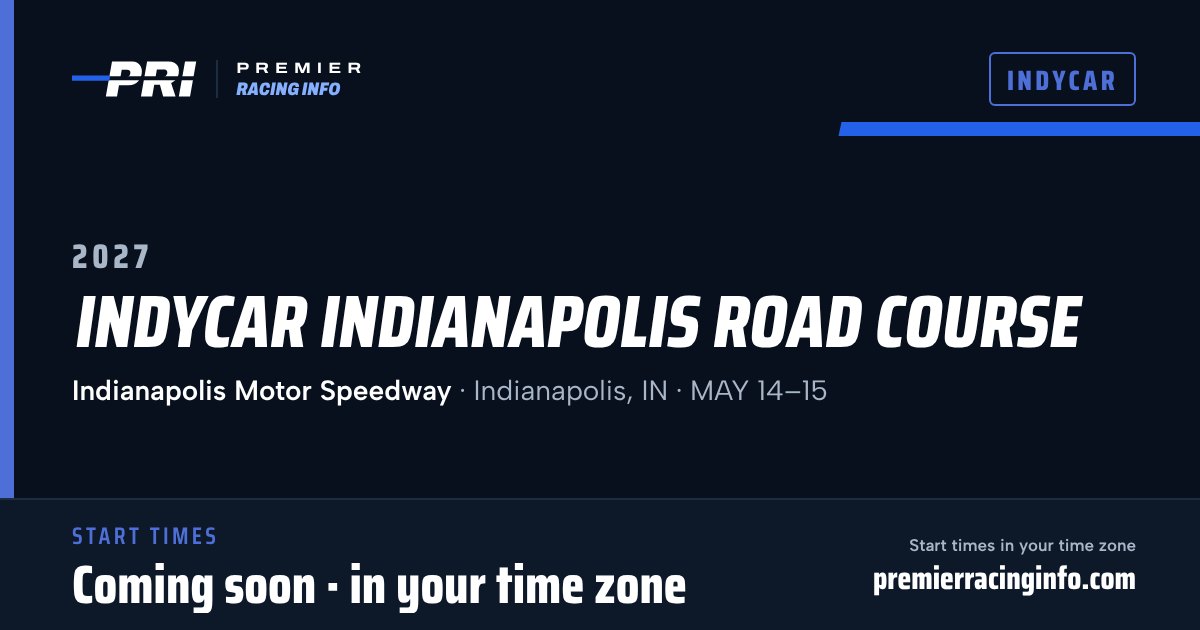 PRI
PREMIER
RACING INFO
INDYCAR
2027
INDYCAR INDIANAPOLIS ROAD COURSE
Indianapolis Motor Speedway · Indianapolis, IN · MAY 14–15
START TIMES
Coming soon · in your time zone
Start times in your time zone
premierracinginfo.com